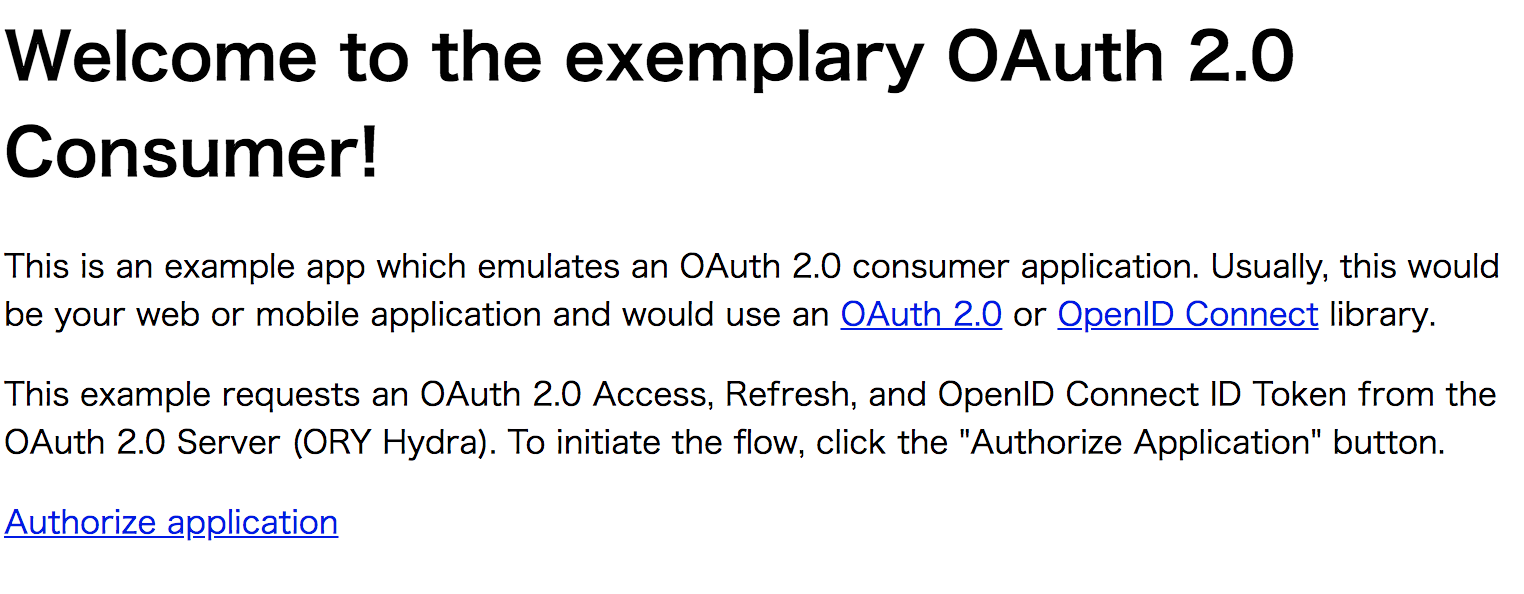 Welcome to the exemplary OAuth 2.0
Consumer!
This is an example app which emulates an OAuth 2.0 consumer application. Usually, this would
be your web or mobile application and would use an OAuth 2.0 or OpenID Connect library.
This example requests an OAuth 2.0 Access, Refresh, and OpenID Connect ID Token from the
OAuth 2.0 Server (ORY Hydra). To initiate the flow, click the "Authorize Application" button.
Authorize application